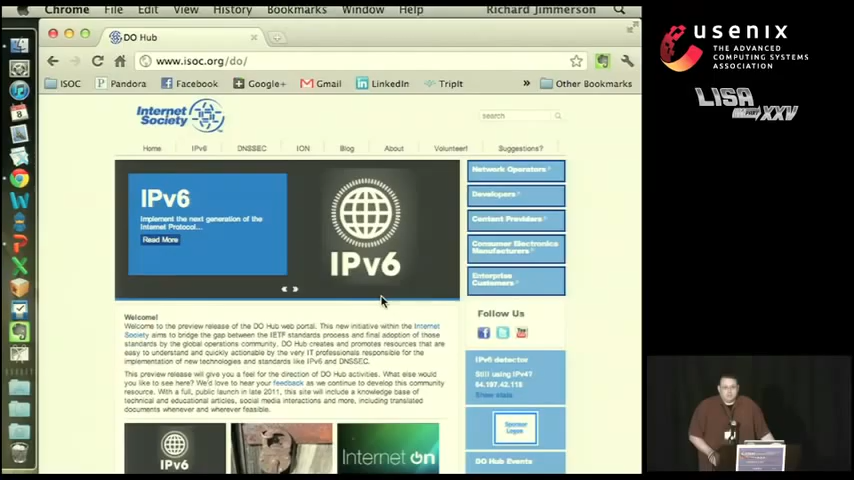 Chrome File Edit View History Bookmarks Window Help Richard Jimmerson
DO Hub
www.isoc.org/do/
ISOC Pandora Facebook Google+ Gmail LinkedIn TripIt » Other Bookmarks
Internet
Society
search
Home IPv6 DNSSEC ION Blog About Volunteer! Suggestions?
IPv6
Implement the next generation of the
Internet Protocol...
Read More
IPv6
Network Operators
Developers
Content Providers
Consumer Electronics
Manufacturers
Enterprise
Customers
Welcome!
Welcome to the preview release of the DO Hub web portal. This new initiative within the Internet
Society aims to bridge the gap between the IETF standards process and final adoption of those
standards by the global operations community. DO Hub creates and promotes resources that are
easy to understand and quickly actionable by the very IT professionals responsible for the
implementation of new technologies and standards like IPv6 and DNSSEC.
This preview release will give you a feel for the direction of DO Hub activities. What else would
you like to see here? We'd love to hear your feedback as we continue to develop this community
resource. With a full, public launch in late 2011, this site will include a knowledge base of
technical and educational articles, social media interactions and more, including translated
documents whenever and wherever feasible.
IPv6
Internet ON
Follow Us
IPv6 detector
Still using IPv4?
64.197.42.118
Show stats
Sponsor
Logos
DO Hub Events
usenix
THE ADVANCED
COMPUTING SYSTEMS
ASSOCIATION
LISA
XXV